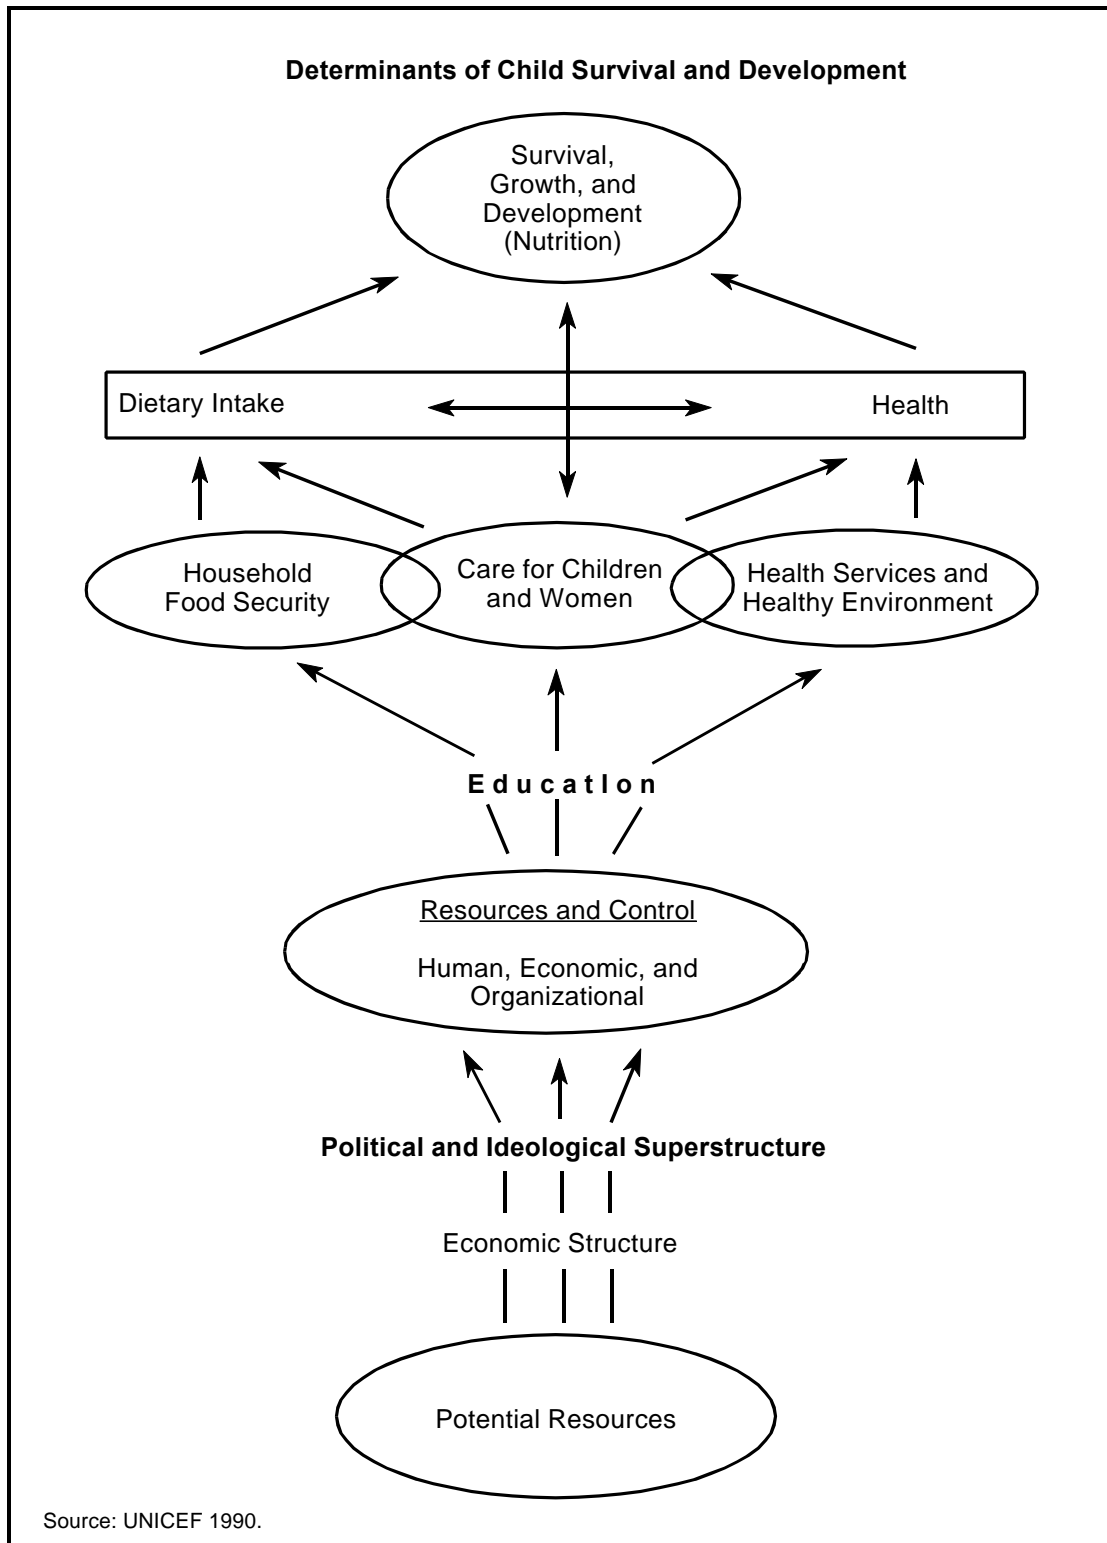 Determinants of Child Survival and Development
Survival,
Growth, and
Development
(Nutrition)
Dietary Intake
Health
Household
Food Security
Care for Children
and Women
Health Services and
Healthy Environment
E d u c a t I o n
Resources and Control
Human, Economic, and
Organizational
Political and Ideological Superstructure
Economic Structure
Potential Resources
Source: UNICEF 1990.